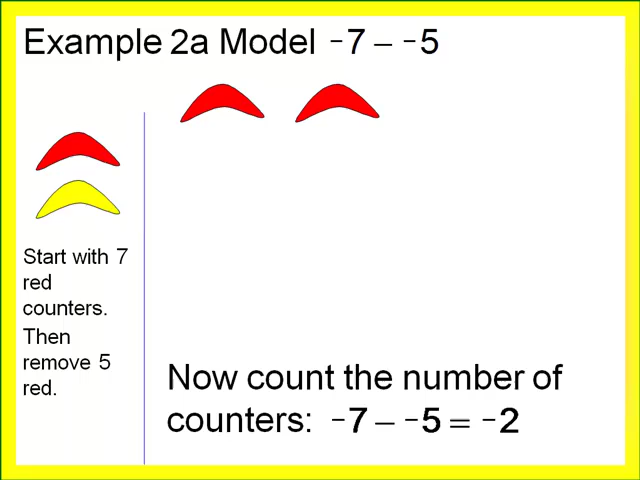 Example 2a Model ⁻7 – ⁻5
Start with 7
red
counters.
Then
remove 5
red.
Now count the number of
counters: ⁻7 – ⁻5 = ⁻2